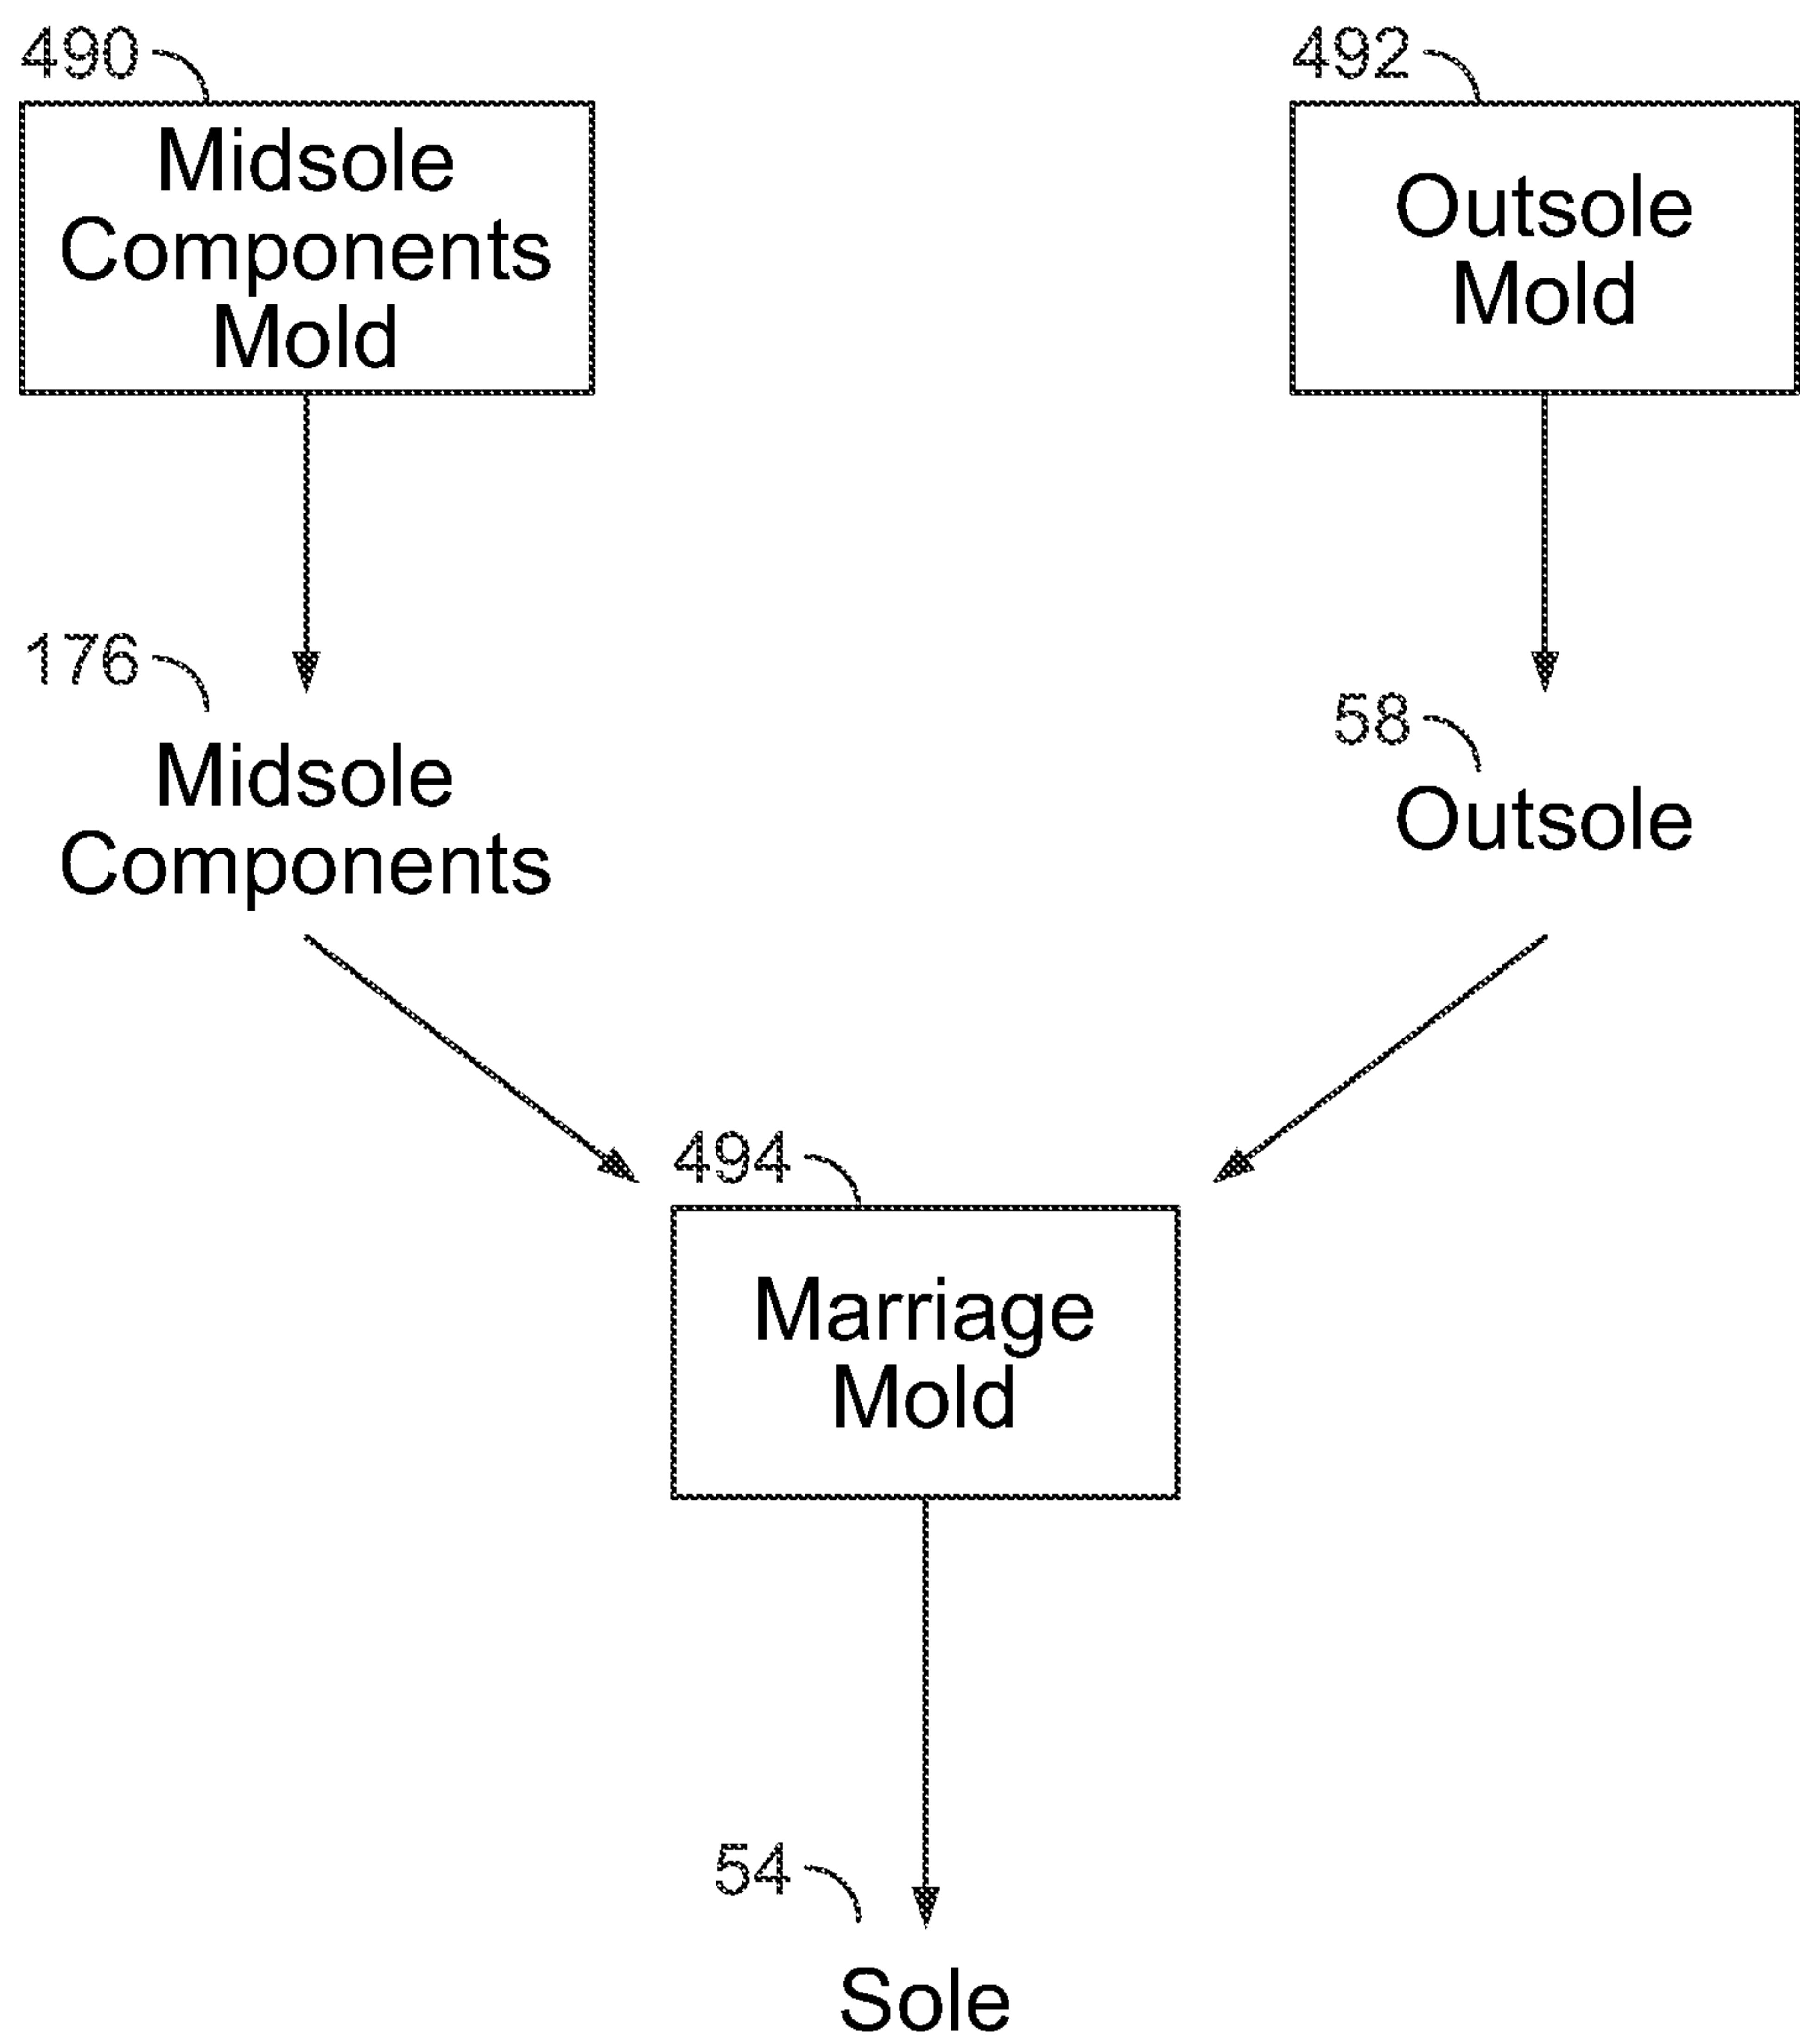 490
Midsole
Components
Mold
492
Outsole
Mold
176
Midsole
Components
58
Outsole
494
Marriage
Mold
54
Sole